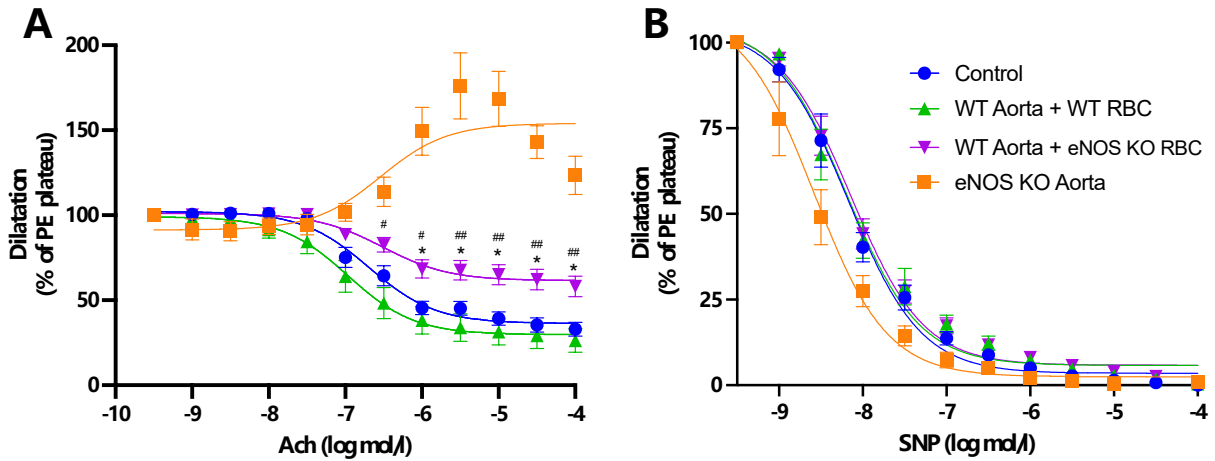 A
Dilatation
(% of PE plateau)
200
150
100
50
0
#
#
##
##
##
##
*
*
*
*
*
-10
-9
-8
-7
-6
-5
-4
Ach (log mol/l)
B
Dilatation
(% of PE plateau)
100
75
50
25
0
Control
WT Aorta + WT RBC
WT Aorta + eNOS KO RBC
eNOS KO Aorta
-9
-8
-7
-6
-5
-4
SNP (log mol/l)